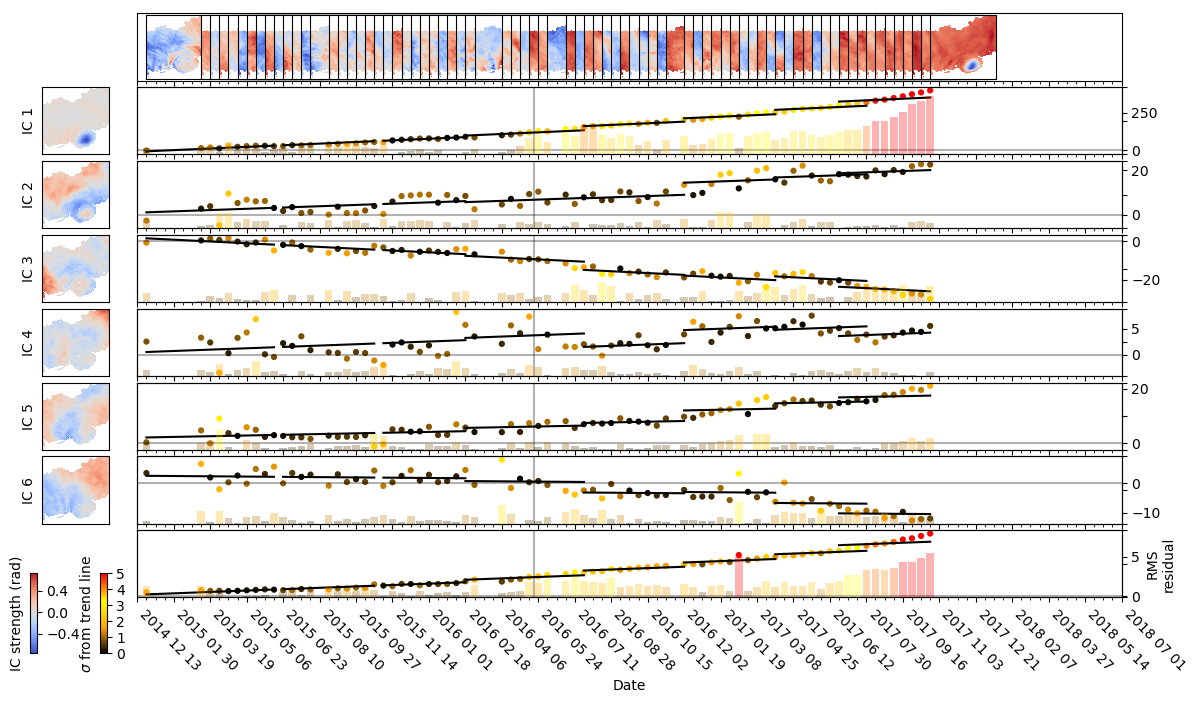 IC 1
250
0
IC 2
20
0
IC 3
0
−20
IC 4
5
0
IC 5
20
0
IC 6
0
−10
5
0
RMS
residual
IC strength (rad)
0.4
0.0
−0.4
σ from trend line
5
4
3
2
1
0
2014 12 13
2015 01 30
2015 03 19
2015 05 06
2015 06 23
2015 08 10
2015 09 27
2015 11 14
2016 01 01
2016 02 18
2016 04 06
2016 05 24
2016 07 11
2016 08 28
2016 10 15
2016 12 02
2017 01 19
2017 03 08
2017 04 25
2017 06 12
2017 07 30
2017 09 16
2017 11 03
2017 12 21
2018 02 07
2018 03 27
2018 05 14
2018 07 01
Date